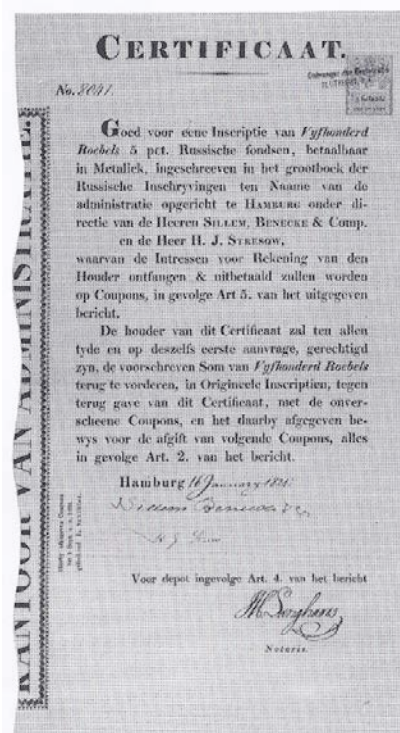 CERTIFICAAT.
No. 8041.
Goed voor eene Inscriptie van Vyfhonderd
Roebels 5 pct. Russische fondsen, betaalbaar
in Metaliek, ingeschreeven in het grootboek der
Russische Inschryvingen ten Naame van de
administratie opgericht te HAMBURG onder di-
rectie van de Heeren SILLEM, BENECKE & Comp.
en de Heer H. J. STRESOW,
waarvan de Intressen voor Rekening van den
Houder ontfangen & uitbetaald zullen worden
op Coupons, in gevolge Art 5. van het uitgegeven
bericht.
De houder van dit Certificaat zal ten allen
tyde en op deszelfs eerste aanvrage, gerechtigd
zyn, de voorschreven Som van Vyfhonderd Roebels
terug te vorderen, in Origineele Inscriptien, tegen
terug gave van dit Certificaat, met de onver-
scheene Coupons, en het daarby afgegeven be-
wys voor de afgift van volgende Coupons, alles
in gevolge Art. 2. van het bericht.
Hamburg 16 January 1821
Voor depot ingevolge Art. 4. van het bericht
Notaris.
KANTOOR VAN ADMINISTRATIE.